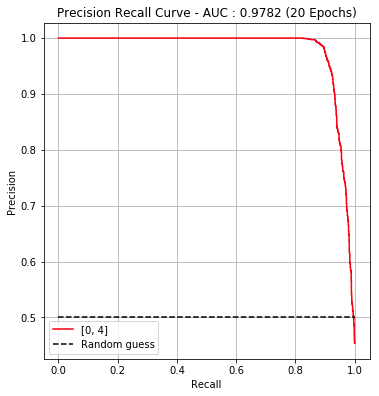 Precision Recall Curve - AUC : 0.9782 (20 Epochs)
1.0
0.9
0.8
0.7
0.6
0.5
Precision
[0, 4]
Random guess
0.0 0.2 0.4 0.6 0.8 1.0
Recall